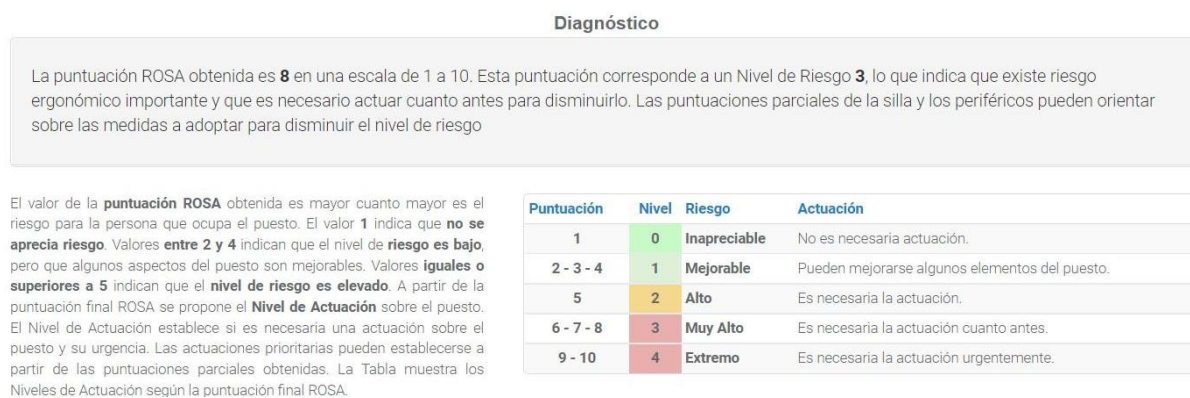 Diagnóstico
La puntuación ROSA obtenida es 8 en una escala de 1 a 10. Esta puntuación corresponde a un Nivel de Riesgo 3, lo que indica que existe riesgo
ergonómico importante y que es necesario actuar cuanto antes para disminuirlo. Las puntuaciones parciales de la silla y los periféricos pueden orientar
sobre las medidas a adoptar para disminuir el nivel de riesgo
El valor de la puntuación ROSA obtenida es mayor cuanto mayor es el
riesgo para la persona que ocupa el puesto. El valor 1 indica que no se
aprecia riesgo. Valores entre 2 y 4 indican que el nivel de riesgo es bajo,
pero que algunos aspectos del puesto son mejorables. Valores iguales o
superiores a 5 indican que el nivel de riesgo es elevado. A partir de la
puntuación final ROSA se propone el Nivel de Actuación sobre el puesto.
El Nivel de Actuación establece si es necesaria una actuación sobre el
puesto y su urgencia. Las actuaciones prioritarias pueden establecerse a
partir de las puntuaciones parciales obtenidas. La Tabla muestra los
Niveles de Actuación según la puntuación final ROSA.
Puntuación Nivel Riesgo Actuación
1 0 Inapreciable No es necesaria actuación.
2 - 3 - 4 1 Mejorable Pueden mejorarse algunos elementos del puesto.
5 2 Alto Es necesaria la actuación.
6 - 7 - 8 3 Muy Alto Es necesaria la actuación cuanto antes.
9 - 10 4 Extremo Es necesaria la actuación urgentemente.